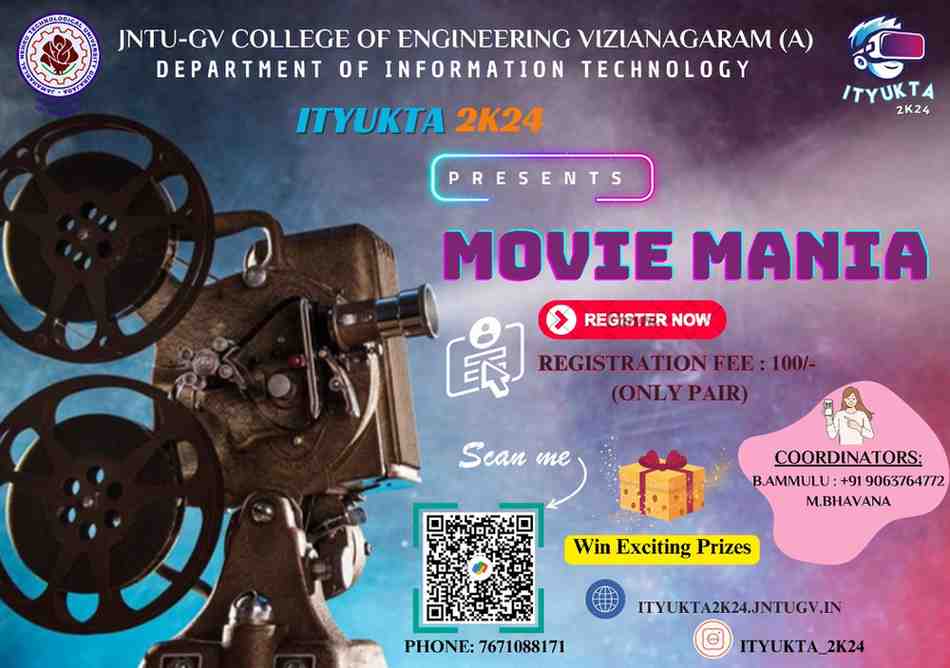 JNTU-GV COLLEGE OF ENGINEERING VIZIANAGARAM (A)
DEPARTMENT OF INFORMATION TECHNOLOGY
ITYUKTA
2K24
ITYUKTA 2K24
PRESENTS
MOVIE MANIA
REGISTER NOW
REGISTRATION FEE : 100/-
(ONLY PAIR)
COORDINATORS:
B.AMMULU : +91 9063764772
M.BHAVANA
Scan me
Win Exciting Prizes
ITYUKTA2K24.JNTUGV.IN
PHONE: 7671088171
ITYUKTA_2K24